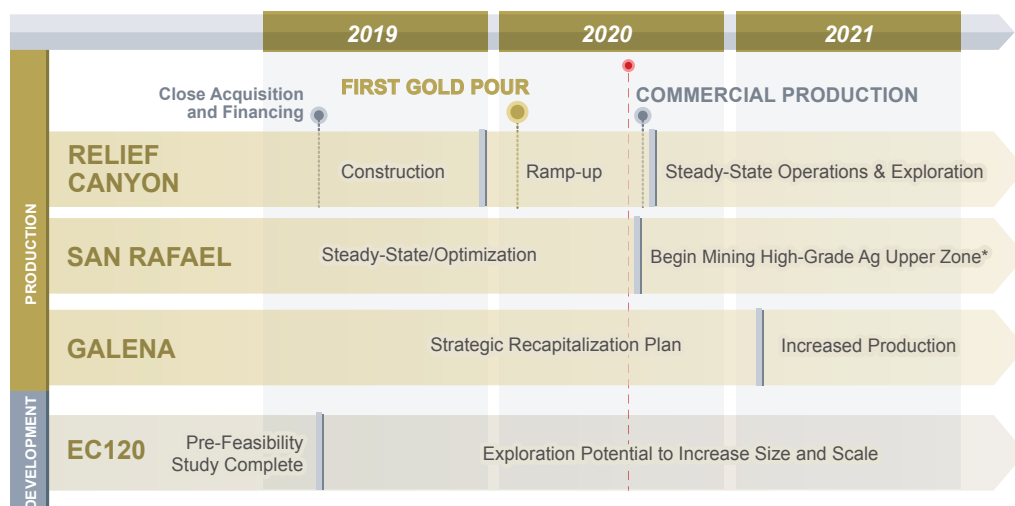 2019
2020
2021
Close Acquisition
and Financing
FIRST GOLD POUR
COMMERCIAL PRODUCTION
PRODUCTION
RELIEF
CANYON
Construction
Ramp-up
Steady-State Operations & Exploration
SAN RAFAEL
Steady-State/Optimization
Begin Mining High-Grade Ag Upper Zone*
GALENA
Strategic Recapitalization Plan
Increased Production
DEVELOPMENT
EC120
Pre-Feasibility
Study Complete
Exploration Potential to Increase Size and Scale